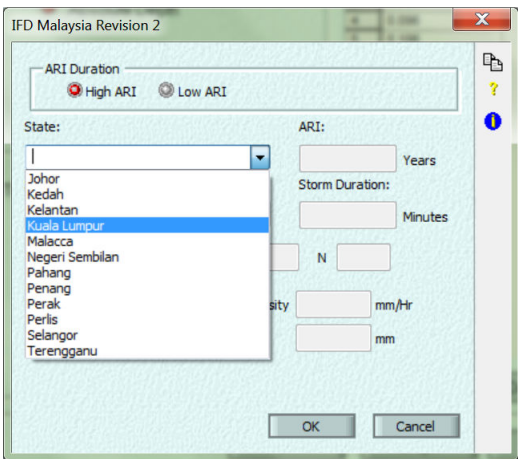 IFD Malaysia Revision 2
ARI Duration
High ARI Low ARI
State: ARI:
Years
Johor
Kedah
Kelantan
Kuala Lumpur
Malacca
Negeri Sembilan
Pahang
Penang
Perak
Perlis
Selangor
Terengganu
Storm Duration:
Minutes
N
sity mm/Hr
mm
OK Cancel